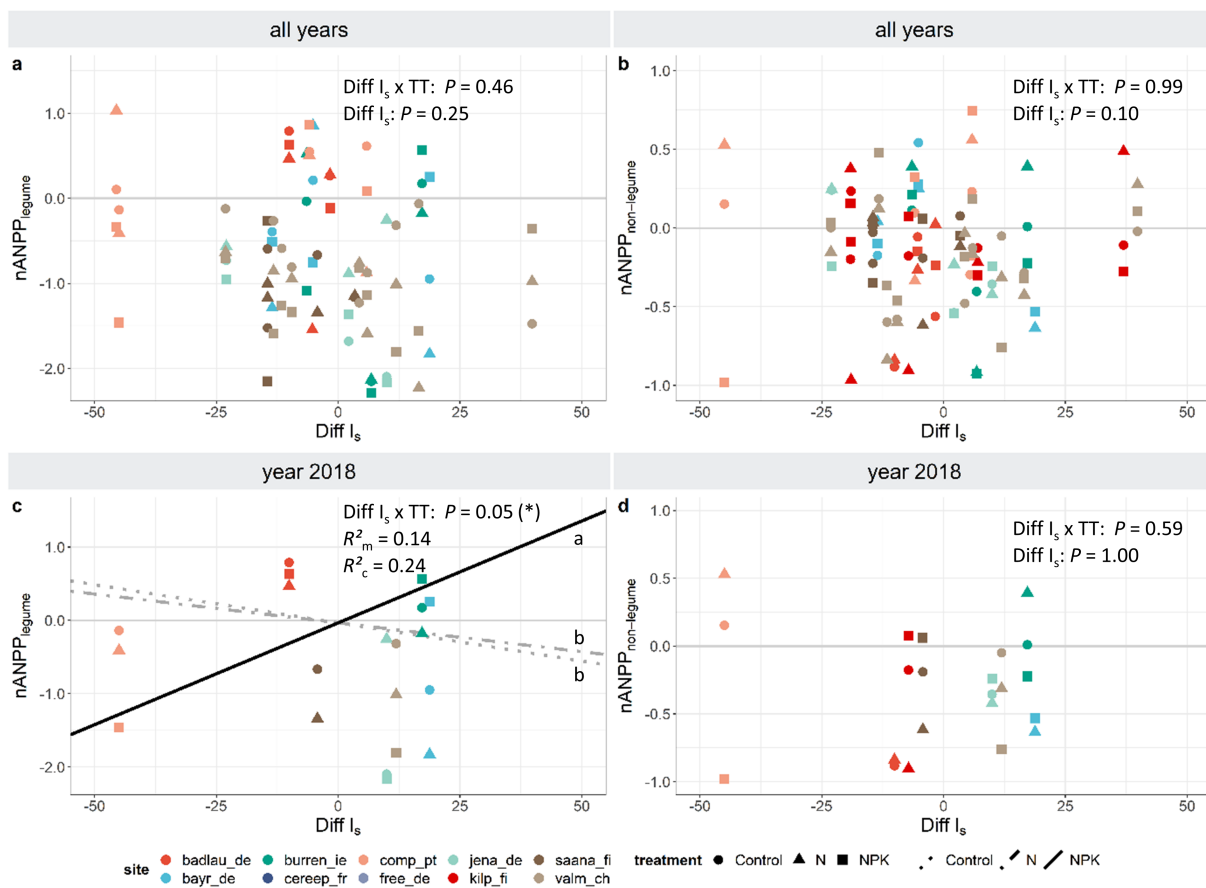 all years
a
Diff Is x TT: P = 0.46
Diff Is: P = 0.25
nANPPlegume
1.0
0.0
-1.0
-2.0
-50 -25 0 25 50
Diff Is
all years
b
Diff Is x TT: P = 0.99
Diff Is: P = 0.10
nANPPnon−legume
1.0
0.5
0.0
-0.5
-1.0
-50 -25 0 25 50
Diff Is
year 2018
c
Diff Is x TT: P = 0.05 (*)
R²m = 0.14
R²c = 0.24
a
b
b
nANPPlegume
1.0
0.0
-1.0
-2.0
-50 -25 0 25 50
Diff Is
year 2018
d
Diff Is x TT: P = 0.59
Diff Is: P = 1.00
nANPPnon−legume
1.0
0.5
0.0
-0.5
-1.0
-50 -25 0 25 50
Diff Is
site badlau_de burren_ie comp_pt jena_de saana_fi treatment Control N NPK Control N NPK
bayr_de cereep_fr free_de kilp_fi valm_ch